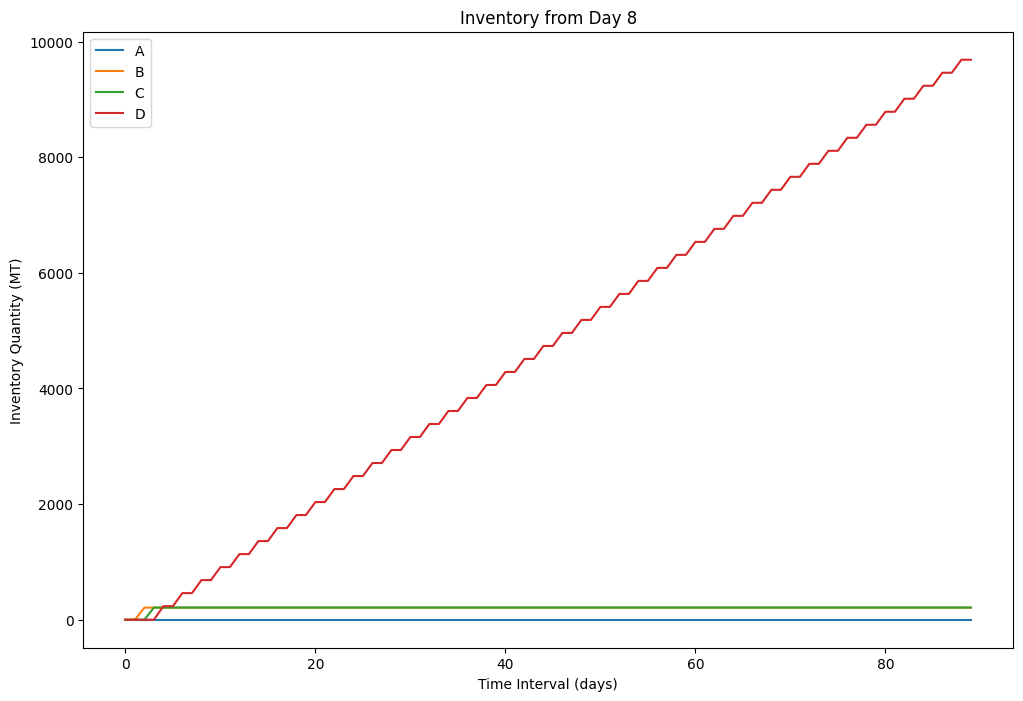 Inventory from Day 8
A
B
C
D
10000
8000
6000
4000
2000
0
Inventory Quantity (MT)
0 20 40 60 80
Time Interval (days)